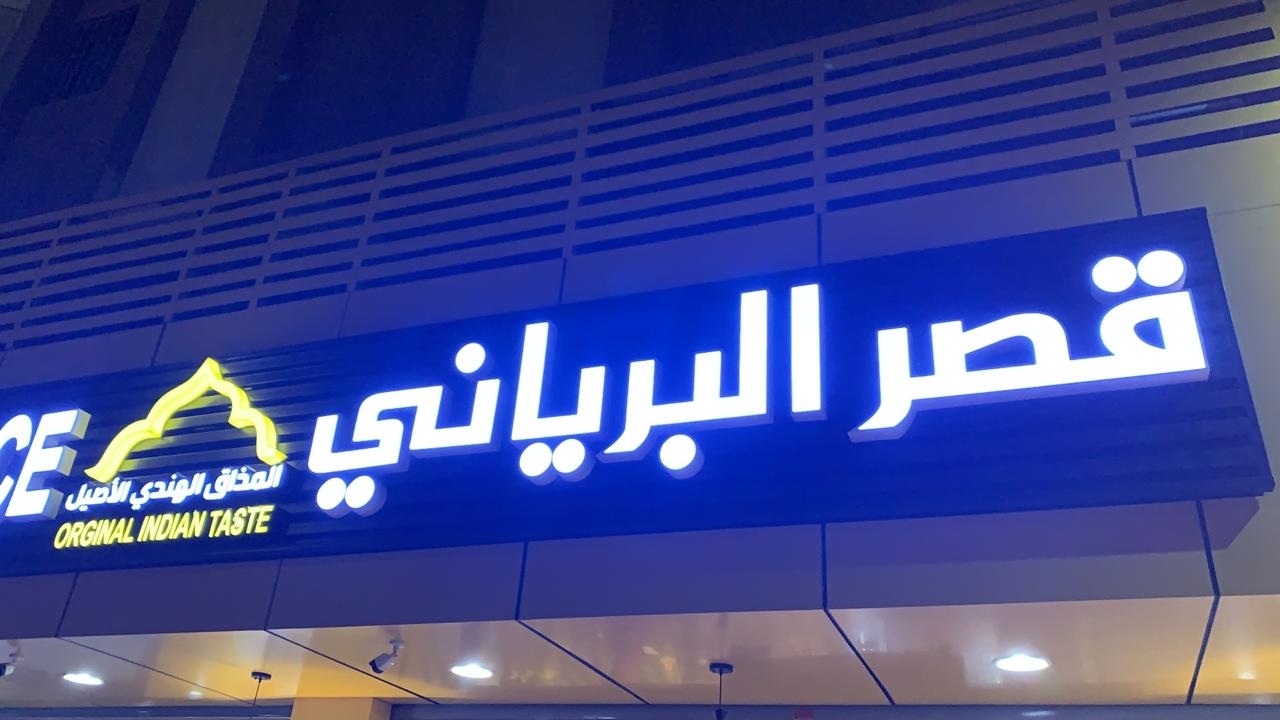 قصر البرياني
المذاق الهندي الأصيل
ORGINAL INDIAN TASTE
CE